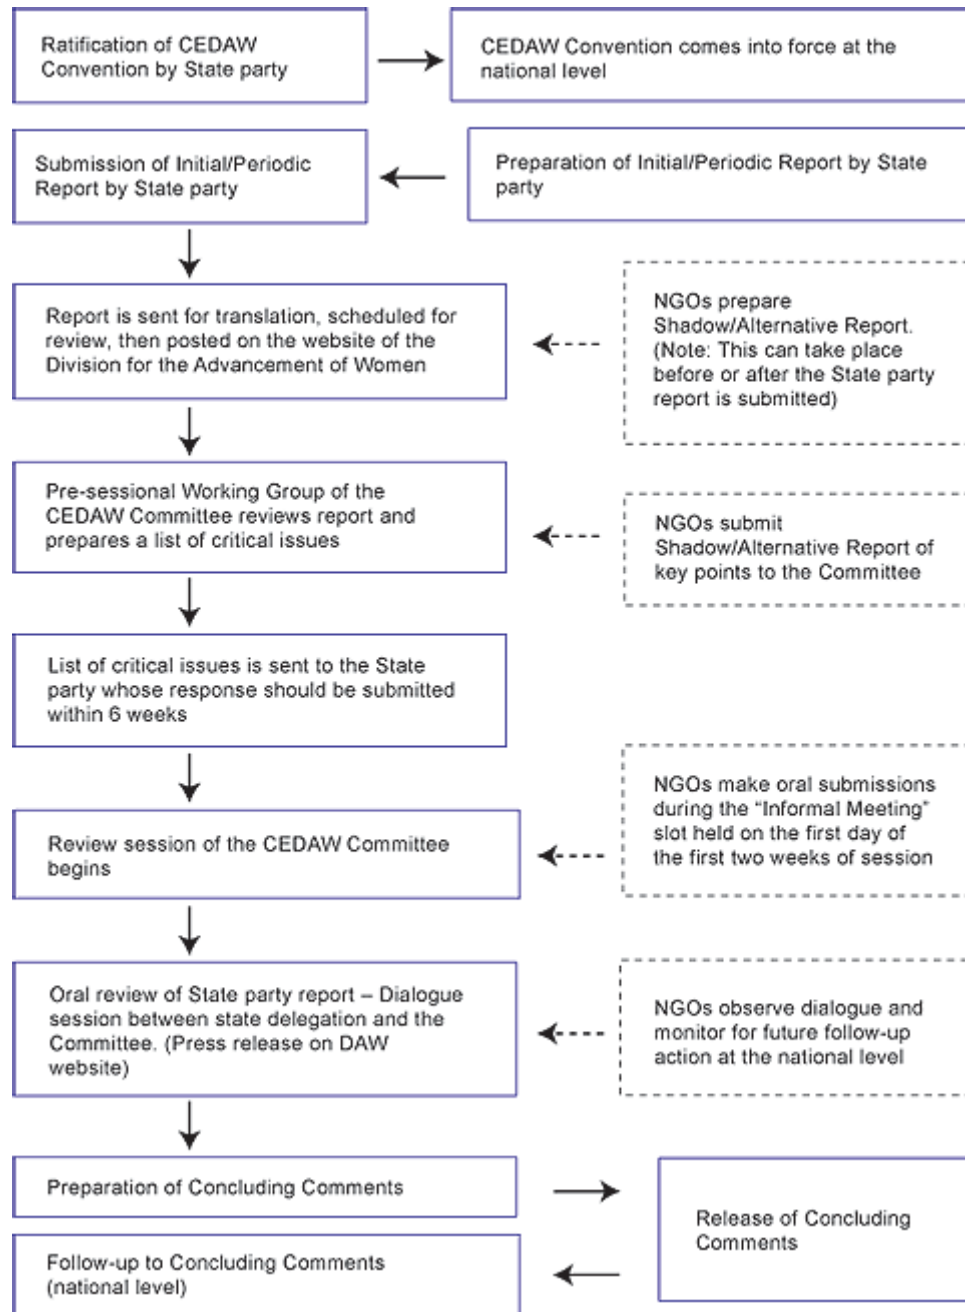 Ratification of CEDAW
Convention by State party
CEDAW Convention comes into force at the
national level
Submission of Initial/Periodic
Report by State party
Preparation of Initial/Periodic Report by State
party
Report is sent for translation, scheduled for
review, then posted on the website of the
Division for the Advancement of Women
NGOs prepare
Shadow/Alternative Report.
(Note: This can take place
before or after the State party
report is submitted)
Pre-sessional Working Group of the
CEDAW Committee reviews report and
prepares a list of critical issues
NGOs submit
Shadow/Alternative Report of
key points to the Committee
List of critical issues is sent to the State
party whose response should be submitted
within 6 weeks
NGOs make oral submissions
during the “Informal Meeting”
slot held on the first day of
the first two weeks of session
Review session of the CEDAW Committee
begins
Oral review of State party report – Dialogue
session between state delegation and the
Committee. (Press release on DAW
website)
NGOs observe dialogue and
monitor for future follow-up
action at the national level
Preparation of Concluding Comments
Release of Concluding
Comments
Follow-up to Concluding Comments
(national level)